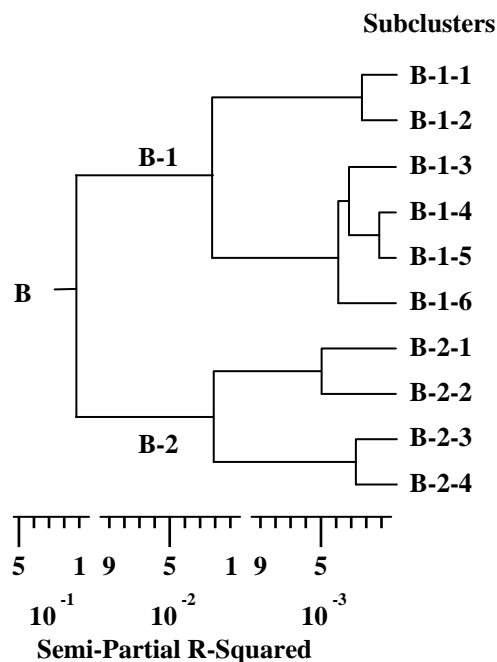 Subclusters
B-1-1
B-1-2
B-1
B-1-3
B-1-4
B-1-5
B
B-1-6
B-2-1
B-2-2
B-2-3
B-2
B-2-4
5 1 9 5 1 9 5
10⁻¹ 10⁻² 10⁻³
Semi-Partial R-Squared